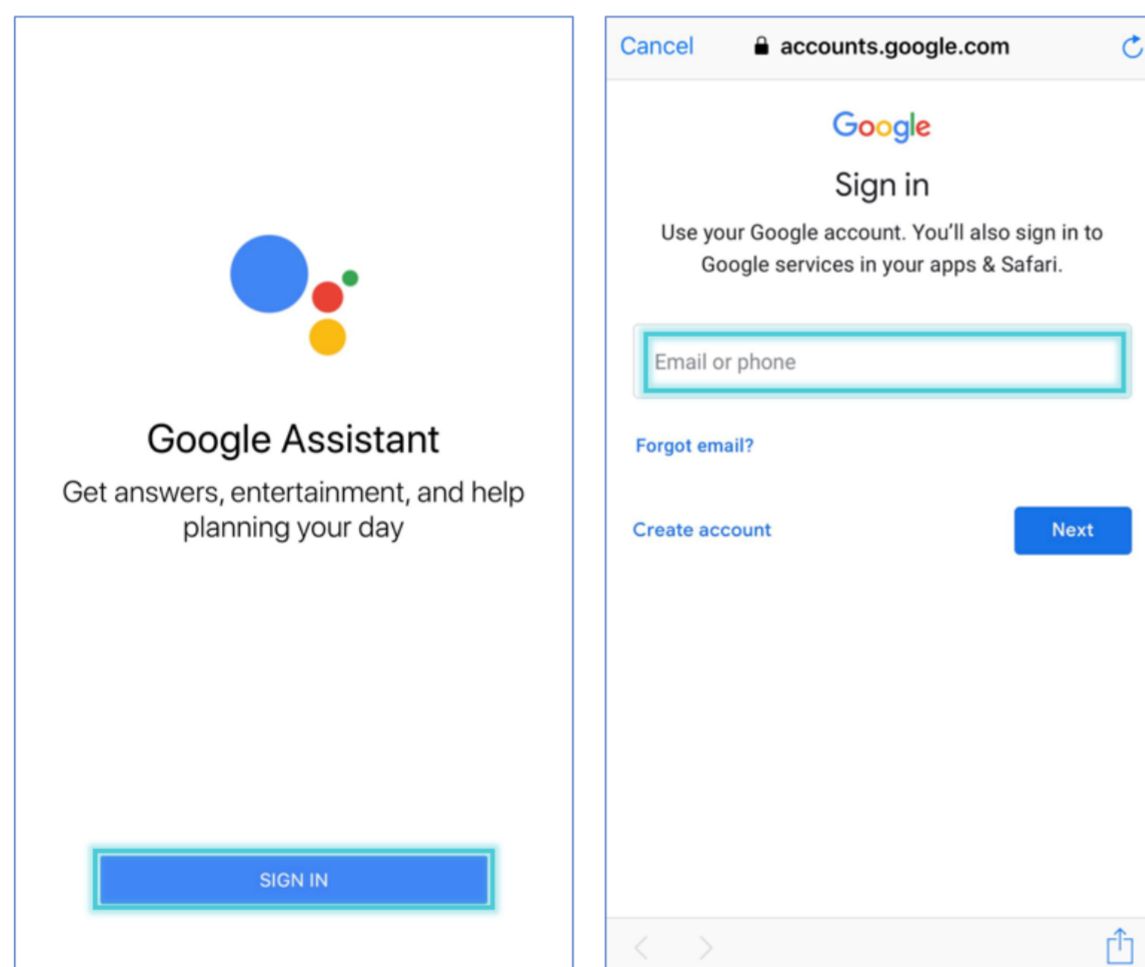 Google Assistant
Get answers, entertainment, and help
planning your day
SIGN IN
Cancel
accounts.google.com
Google
Sign in
Use your Google account. You'll also sign in to
Google services in your apps & Safari.
Email or phone
Forgot email?
Create account
Next